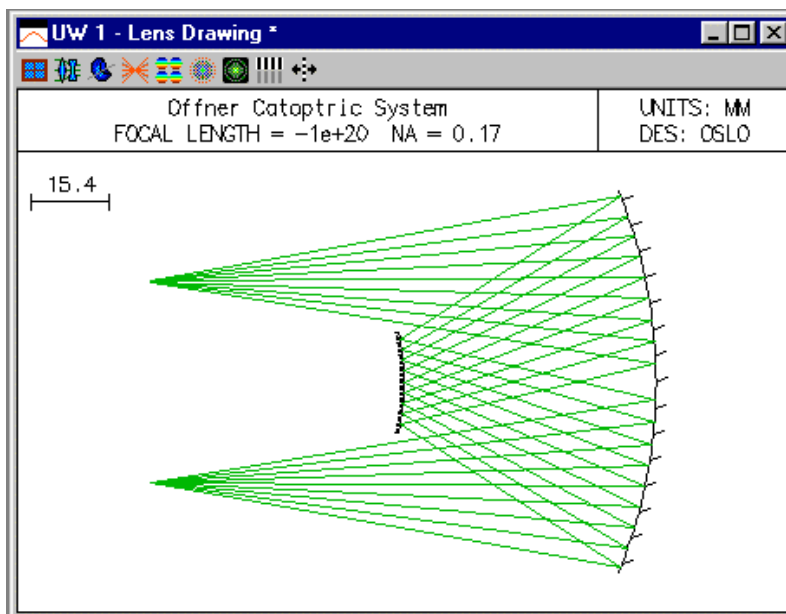 UW 1 - Lens Drawing *
Offner Catoptric System
FOCAL LENGTH = -1e+20 NA = 0.17
UNITS: MM
DES: OSLO
15.4